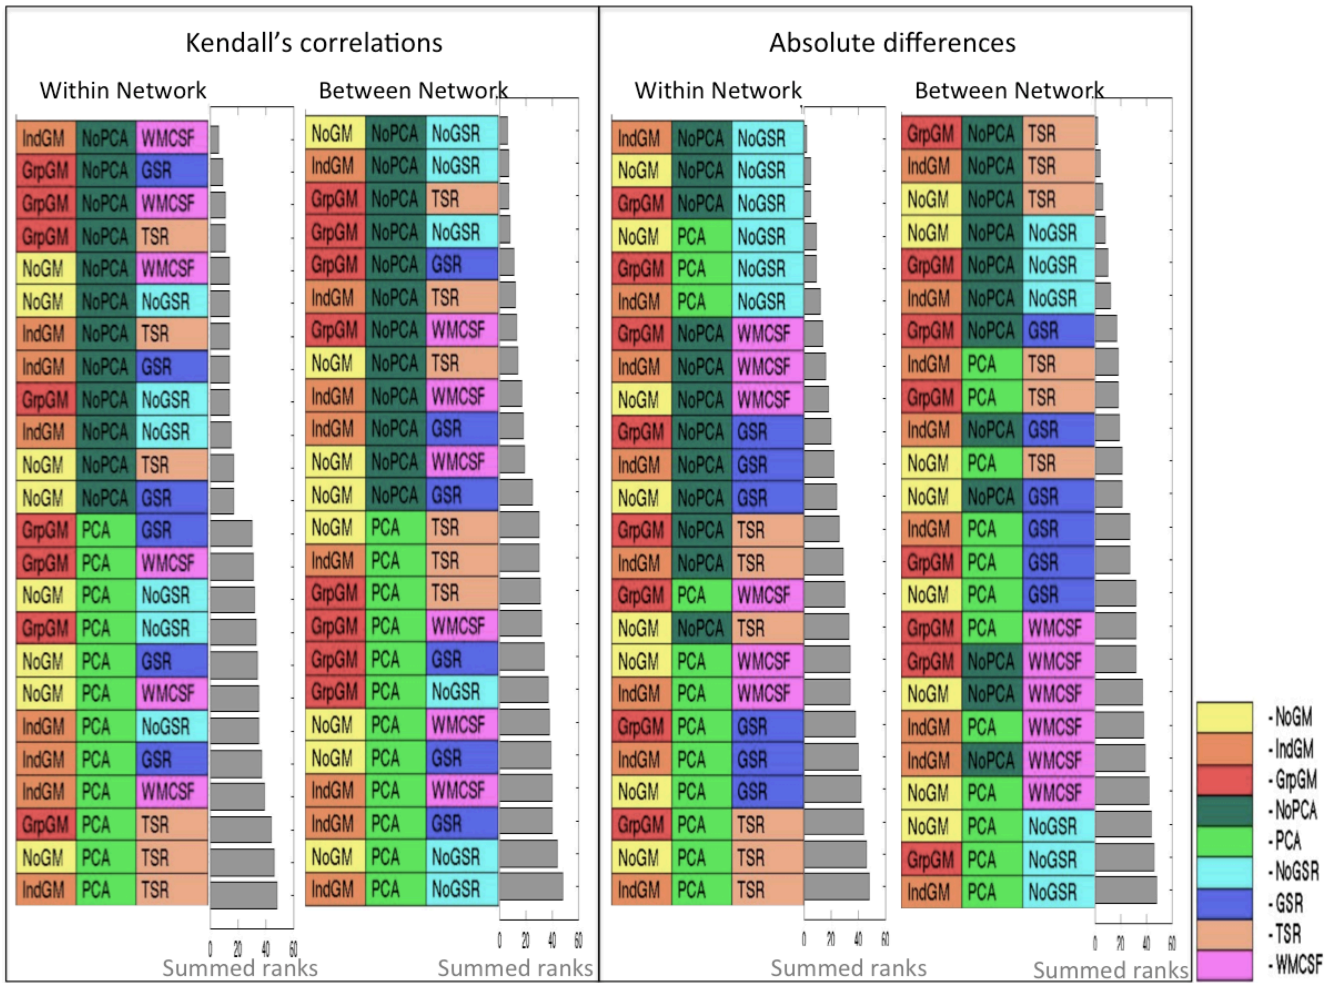 Kendall's correlations
Within Network
IndGM NoPCA WMCSF
GrpGM NoPCA GSR
GrpGM NoPCA WMCSF
GrpGM NoPCA TSR
NoGM NoPCA WMCSF
NoGM NoPCA NoGSR
IndGM NoPCA TSR
IndGM NoPCA GSR
GrpGM NoPCA NoGSR
IndGM NoPCA NoGSR
NoGM NoPCA TSR
NoGM NoPCA GSR
GrpGM PCA GSR
GrpGM PCA WMCSF
NoGM PCA NoGSR
GrpGM PCA NoGSR
NoGM PCA GSR
NoGM PCA WMCSF
IndGM PCA NoGSR
IndGM PCA GSR
IndGM PCA WMCSF
GrpGM PCA TSR
NoGM PCA TSR
IndGM PCA TSR
0 20 40 60
Summed ranks
Between Network
NoGM NoPCA NoGSR
IndGM NoPCA NoGSR
GrpGM NoPCA TSR
GrpGM NoPCA NoGSR
GrpGM NoPCA GSR
IndGM NoPCA TSR
GrpGM NoPCA WMCSF
NoGM NoPCA TSR
IndGM NoPCA WMCSF
IndGM NoPCA GSR
NoGM NoPCA WMCSF
NoGM NoPCA GSR
NoGM PCA TSR
IndGM PCA TSR
GrpGM PCA TSR
GrpGM PCA WMCSF
GrpGM PCA GSR
GrpGM PCA NoGSR
NoGM PCA WMCSF
NoGM PCA GSR
IndGM PCA WMCSF
IndGM PCA GSR
NoGM PCA NoGSR
IndGM PCA NoGSR
0 20 40 60
Summed ranks
Absolute differences
Within Network
IndGM NoPCA NoGSR
NoGM NoPCA NoGSR
GrpGM NoPCA NoGSR
NoGM PCA NoGSR
GrpGM PCA NoGSR
IndGM PCA NoGSR
GrpGM NoPCA WMCSF
IndGM NoPCA WMCSF
NoGM NoPCA WMCSF
GrpGM NoPCA GSR
IndGM NoPCA GSR
NoGM NoPCA GSR
GrpGM NoPCA TSR
IndGM NoPCA TSR
GrpGM PCA WMCSF
NoGM NoPCA TSR
NoGM PCA WMCSF
IndGM PCA WMCSF
GrpGM PCA GSR
IndGM PCA GSR
NoGM PCA GSR
GrpGM PCA TSR
NoGM PCA TSR
IndGM PCA TSR
0 20 40 60
Summed ranks
Between Network
GrpGM NoPCA TSR
IndGM NoPCA TSR
NoGM NoPCA TSR
NoGM NoPCA NoGSR
GrpGM NoPCA NoGSR
IndGM NoPCA NoGSR
GrpGM NoPCA GSR
IndGM PCA TSR
GrpGM PCA TSR
IndGM NoPCA GSR
NoGM PCA TSR
NoGM NoPCA GSR
IndGM PCA GSR
GrpGM PCA GSR
NoGM PCA GSR
GrpGM PCA WMCSF
GrpGM NoPCA WMCSF
NoGM NoPCA WMCSF
IndGM PCA WMCSF
IndGM NoPCA WMCSF
NoGM PCA WMCSF
NoGM PCA NoGSR
GrpGM PCA NoGSR
IndGM PCA NoGSR
0 20 40 60
Summed ranks
- NoGM
- IndGM
- GrpGM
- NoPCA
- PCA
- NoGSR
- GSR
- TSR
- WMCSF